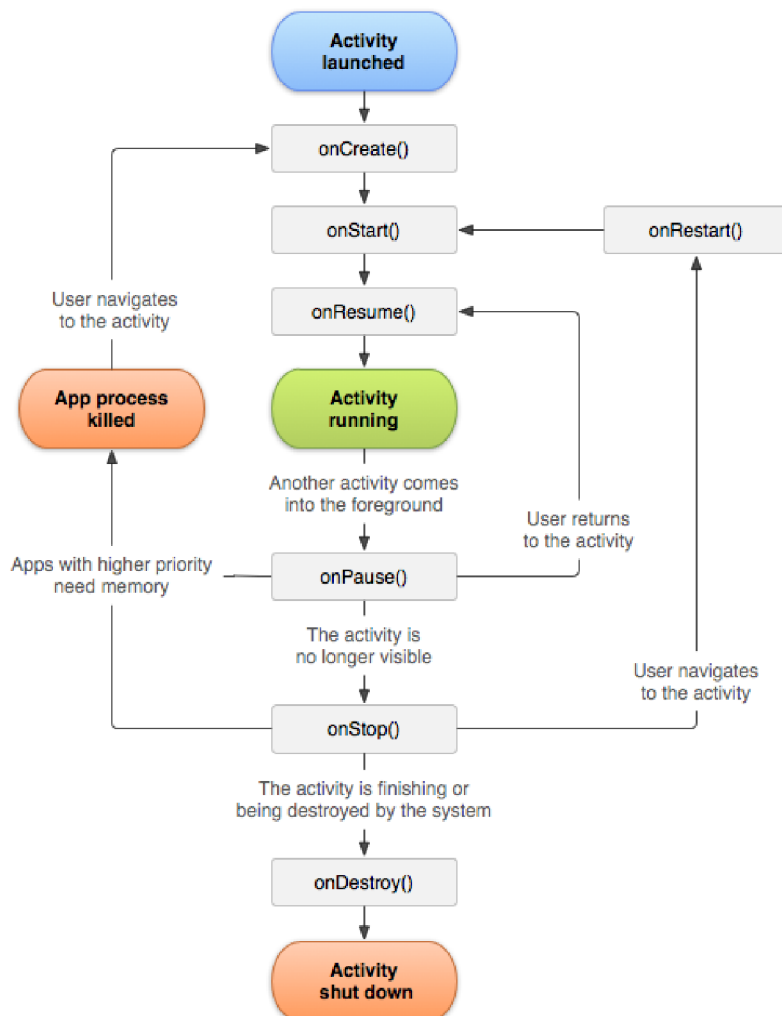 Activity
launched
onCreate()
onStart()
onRestart()
onResume()
User navigates
to the activity
App process
killed
Activity
running
Another activity comes
into the foreground
User returns
to the activity
Apps with higher priority
need memory
onPause()
The activity is
no longer visible
User navigates
to the activity
onStop()
The activity is finishing or
being destroyed by the system
onDestroy()
Activity
shut down